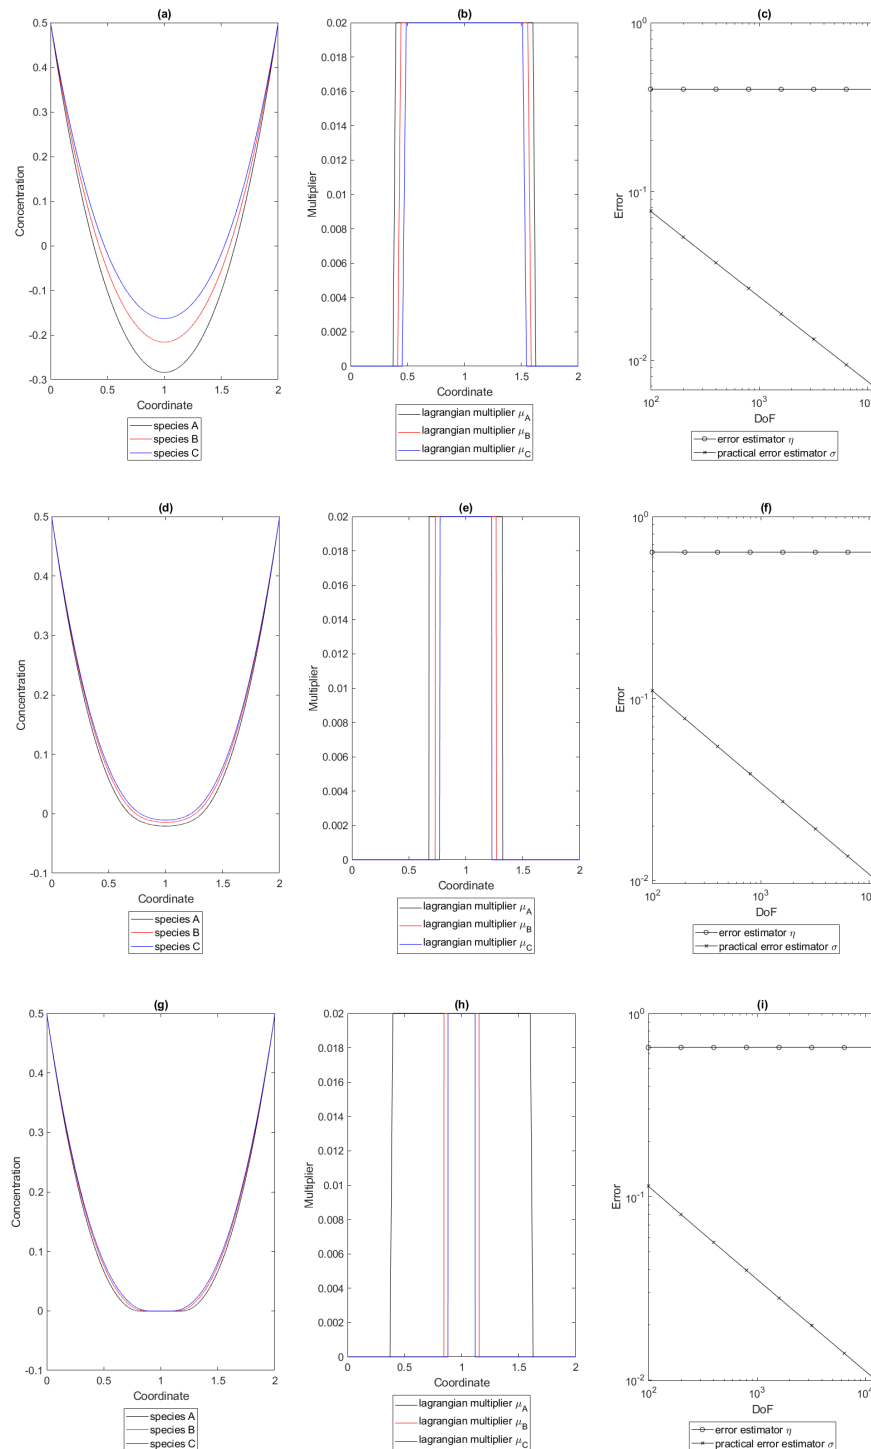 (a)
0.5
0.4
0.3
0.2
0.1
0
-0.1
-0.2
-0.3
0 0.5 1 1.5 2
Concentration
Coordinate
species A
species B
species C
(b)
0.02
0.018
0.016
0.014
0.012
0.01
0.008
0.006
0.004
0.002
0
0 0.5 1 1.5 2
Multiplier
Coordinate
lagrangian multiplier μ_A
lagrangian multiplier μ_B
lagrangian multiplier μ_C
(c)
10^0
10^-1
10^-2
10^2 10^3
Error
DoF
error estimator η
practical error estimator σ
(d)
0.5
0.4
0.3
0.2
0.1
0
-0.1
0 0.5 1 1.5 2
Concentration
Coordinate
species A
species B
species C
(e)
0.02
0.018
0.016
0.014
0.012
0.01
0.008
0.006
0.004
0.002
0
0 0.5 1 1.5 2
Multiplier
Coordinate
lagrangian multiplier μ_A
lagrangian multiplier μ_B
lagrangian multiplier μ_C
(f)
10^0
10^-1
10^-2
10^2 10^3
Error
DoF
error estimator η
practical error estimator σ
(g)
0.5
0.4
0.3
0.2
0.1
0
-0.1
0 0.5 1 1.5 2
Concentration
Coordinate
species A
species B
species C
(h)
0.02
0.018
0.016
0.014
0.012
0.01
0.008
0.006
0.004
0.002
0
0 0.5 1 1.5 2
Multiplier
Coordinate
lagrangian multiplier μ_A
lagrangian multiplier μ_B
lagrangian multiplier μ_C
(i)
10^0
10^-1
10^-2
10^2 10^3
Error
DoF
error estimator η
practical error estimator σ